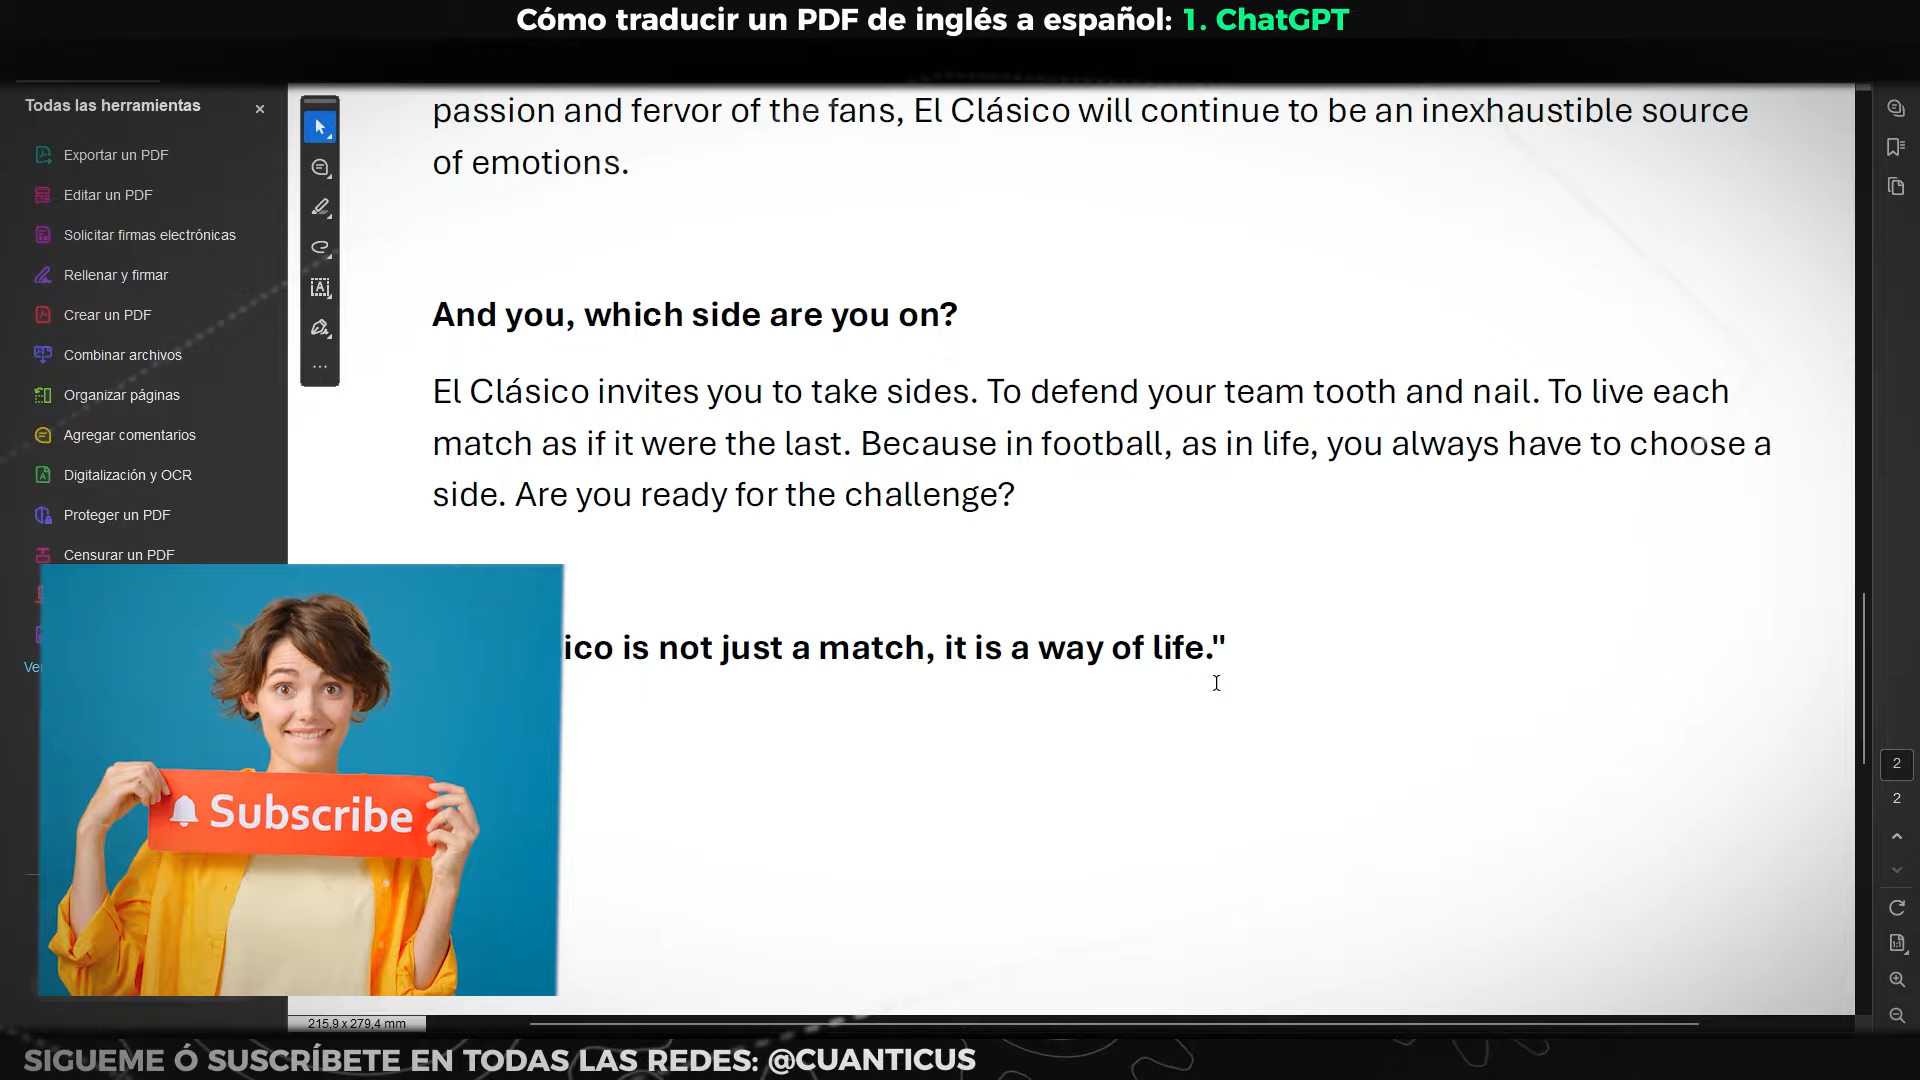 Cómo traducir un PDF de inglés a español: 1. ChatGPT
Todas las herramientas
Exportar un PDF
Editar un PDF
Solicitar firmas electrónicas
Rellenar y firmar
Crear un PDF
Combinar archivos
Organizar páginas
Agregar comentarios
Digitalización y OCR
Proteger un PDF
Censurar un PDF
Ve
passion and fervor of the fans, El Clásico will continue to be an inexhaustible source
of emotions.
And you, which side are you on?
El Clásico invites you to take sides. To defend your team tooth and nail. To live each
match as if it were the last. Because in football, as in life, you always have to choose a
side. Are you ready for the challenge?
ico is not just a match, it is a way of life."
Subscribe
2
2
215,9 x 279,4 mm
SIGUEME Ó SUSCRÍBETE EN TODAS LAS REDES: @CUANTICUS